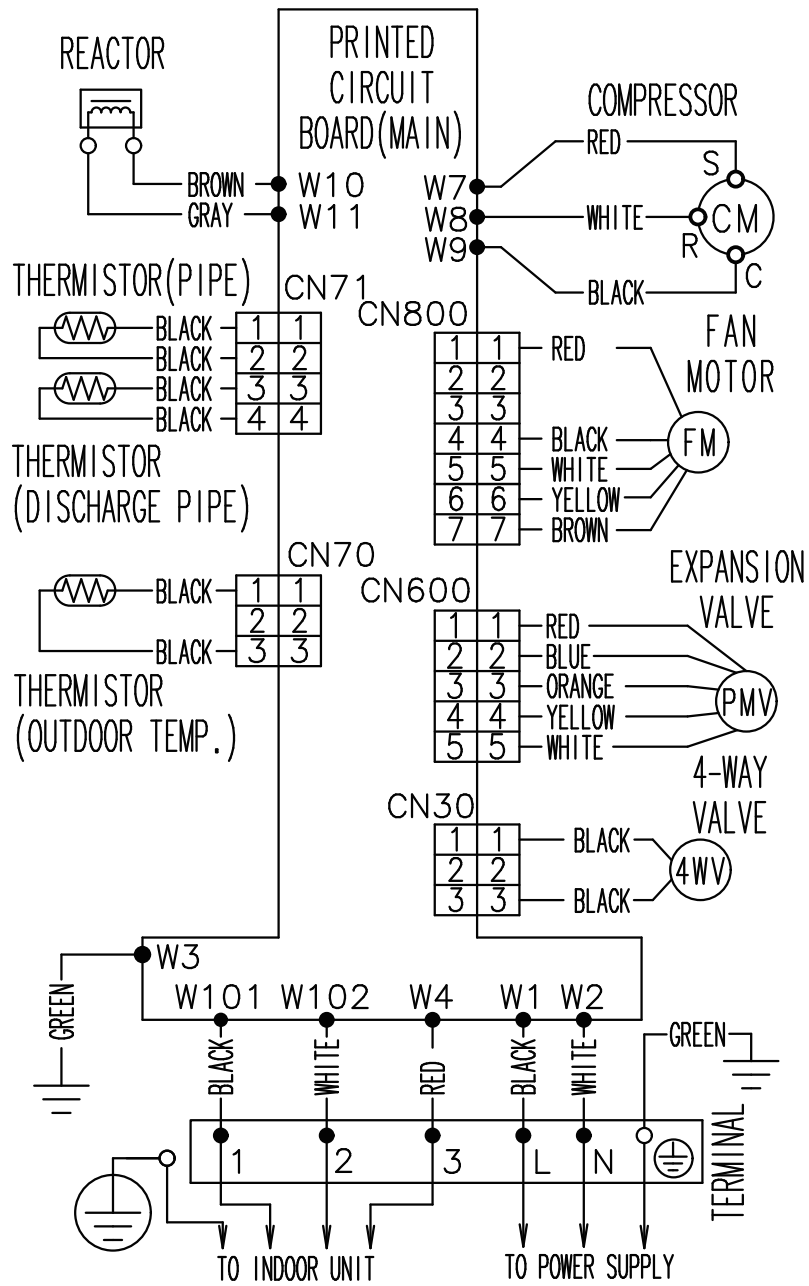 REACTOR
PRINTED
CIRCUIT
BOARD(MAIN)
COMPRESSOR
BROWN W10
GRAY W11
W7 RED S
W8 WHITE R CM
W9 BLACK C
THERMISTOR(PIPE)
CN71
BLACK 1 1
BLACK 2 2
BLACK 3 3
BLACK 4 4
THERMISTOR
(DISCHARGE PIPE)
CN800
FAN
MOTOR
1 1 RED
2 2
3 3
4 4 BLACK
5 5 WHITE
6 6 YELLOW
7 7 BROWN
FM
CN70
BLACK 1 1
2 2
BLACK 3 3
THERMISTOR
(OUTDOOR TEMP.)
CN600
EXPANSION
VALVE
1 1 RED
2 2 BLUE
3 3 ORANGE
4 4 YELLOW
5 5 WHITE
PMV
4-WAY
VALVE
CN30
1 1 BLACK
2 2
3 3 BLACK
4WV
W3
GREEN
W101 W102 W4 W1 W2
BLACK WHITE RED BLACK WHITE
GREEN
1 2 3 L N
TERMINAL
TO INDOOR UNIT
TO POWER SUPPLY